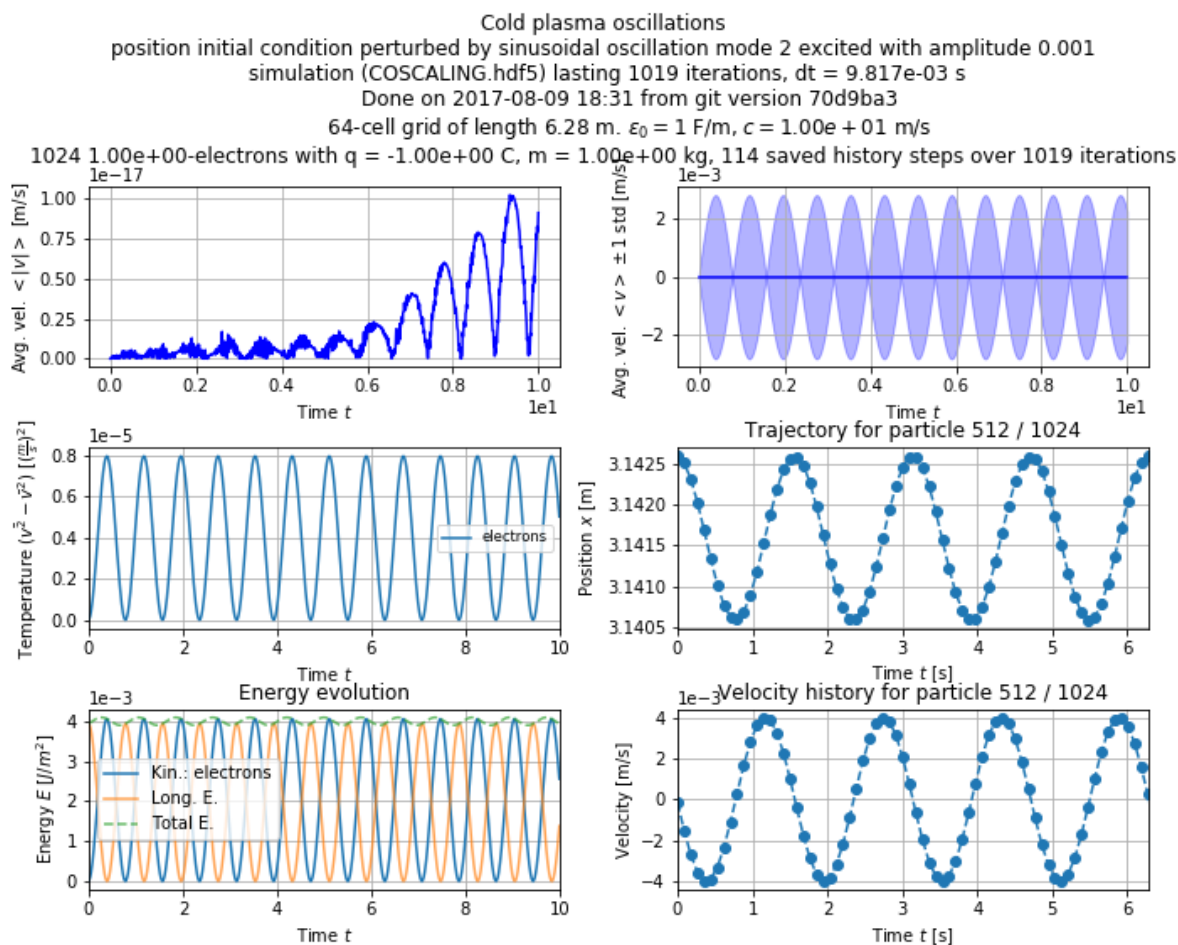 Cold plasma oscillations
position initial condition perturbed by sinusoidal oscillation mode 2 excited with amplitude 0.001
simulation (COSCALING.hdf5) lasting 1019 iterations, dt = 9.817e-03 s
Done on 2017-08-09 18:31 from git version 70d9ba3
64-cell grid of length 6.28 m. ε₀ = 1 F/m, c = 1.00e + 01 m/s
1024 1.00e+00-electrons with q = -1.00e+00 C, m = 1.00e+00 kg, 114 saved history steps over 1019 iterations
1e−17
Avg. vel. < |v| > [m/s]
1.00
0.75
0.50
0.25
0.00
0.0 0.2 0.4 0.6 0.8 1.0
1e1
Time t
1e−3
Avg. vel. < v > ±1 std [m/s]
2
0
−2
0.0 0.2 0.4 0.6 0.8 1.0
1e1
Time t
1e−5
Temperature (v̄² − v̄²) [(m/s)²]
0.8
0.6
0.4
0.2
0.0
electrons
0 2 4 6 8 10
Time t
Trajectory for particle 512 / 1024
Position x [m]
3.1425
3.1420
3.1415
3.1410
3.1405
0 1 2 3 4 5 6
Time t [s]
Energy evolution
1e−3
Energy E [J/m²]
4
3
2
1
0
Kin.: electrons
Long. E.
Total E.
0 2 4 6 8 10
Time t
Velocity history for particle 512 / 1024
1e−3
Velocity [m/s]
4
2
0
−2
−4
0 1 2 3 4 5 6
Time t [s]